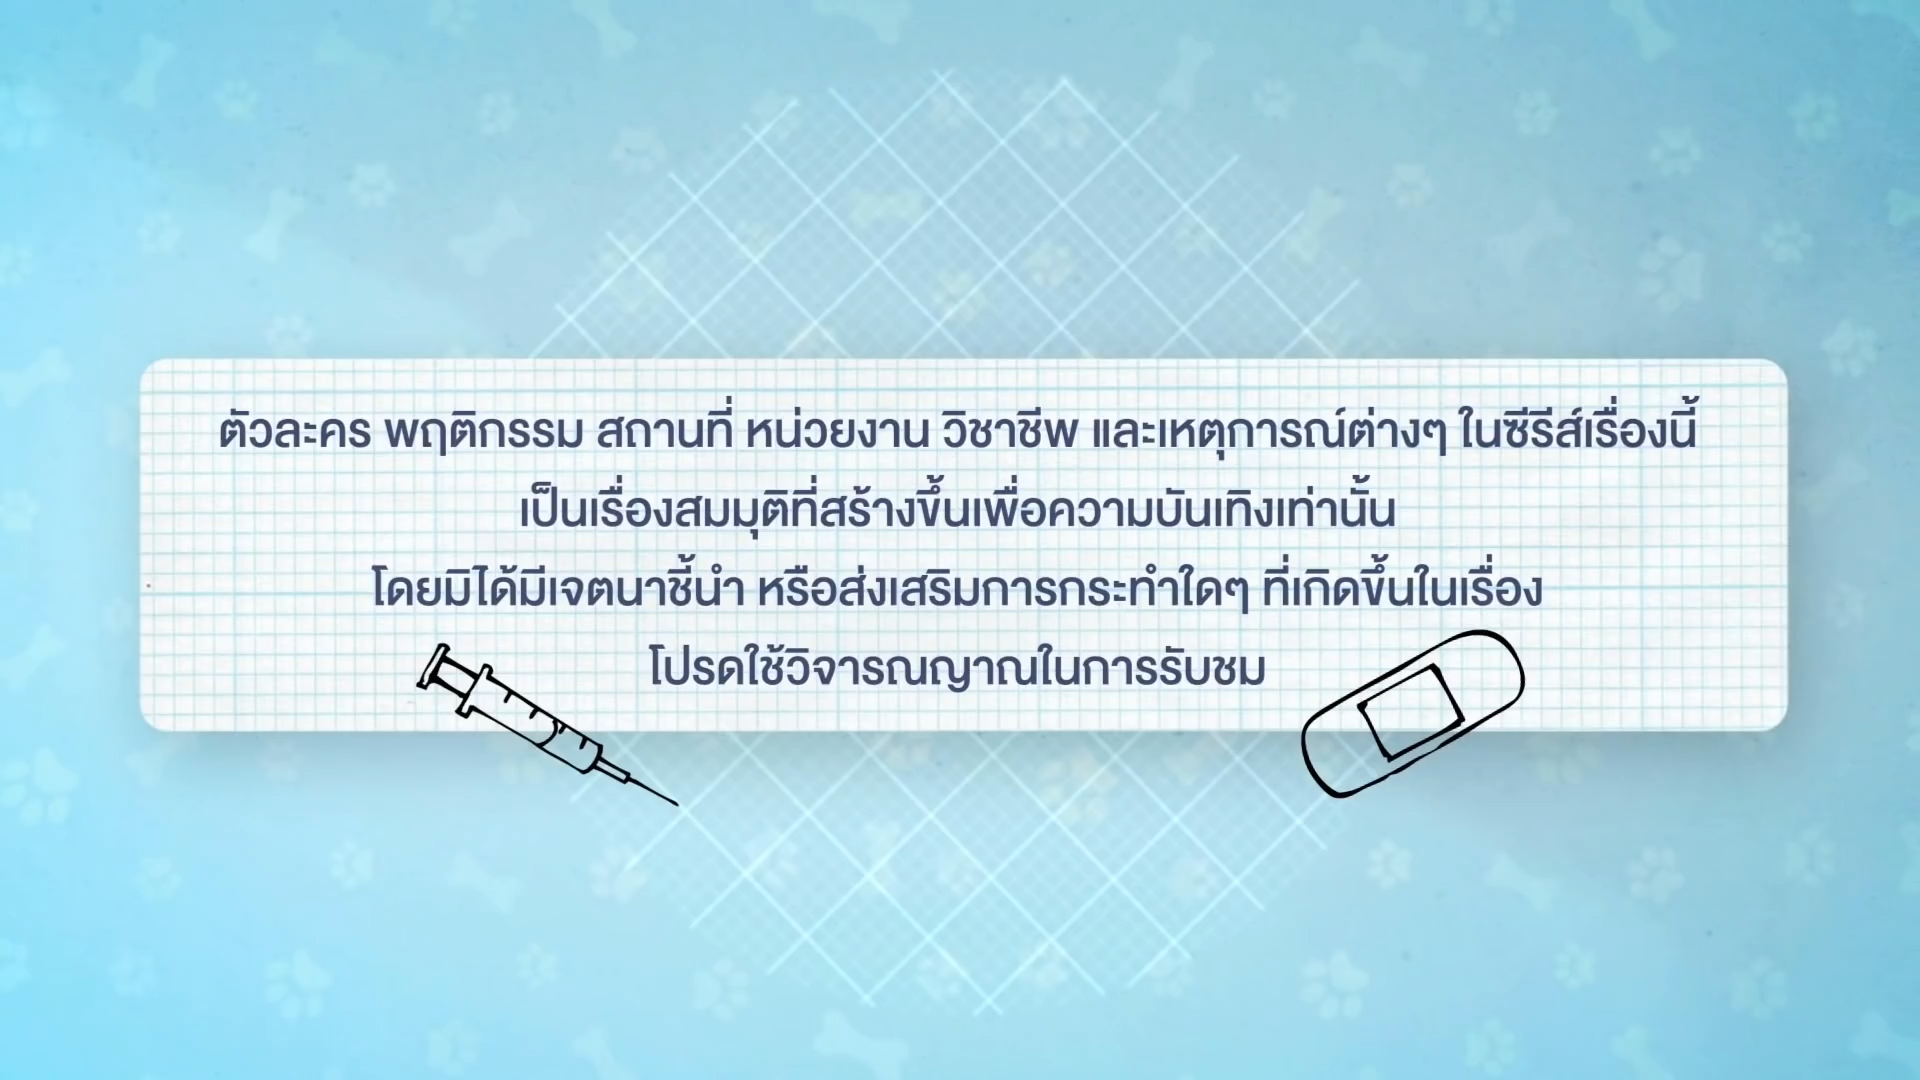 ตัวละคร พฤติกรรม สถานที่ หน่วยงาน วิชาชีพ และเหตุการณ์ต่างๆ ในซีรีส์เรื่องนี้
เป็นเรื่องสมมุติที่สร้างขึ้นเพื่อความบันเทิงเท่านั้น
โดยมิได้มีเจตนาชี้นำ หรือส่งเสริมการกระทำใดๆ ที่เกิดขึ้นในเรื่อง
โปรดใช้วิจารณญาณในการรับชม